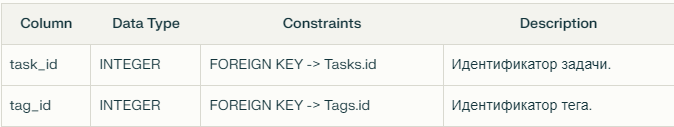 Column Data Type Constraints Description
task_id INTEGER FOREIGN KEY -> Tasks.id Идентификатор задачи.
tag_id INTEGER FOREIGN KEY -> Tags.id Идентификатор тега.